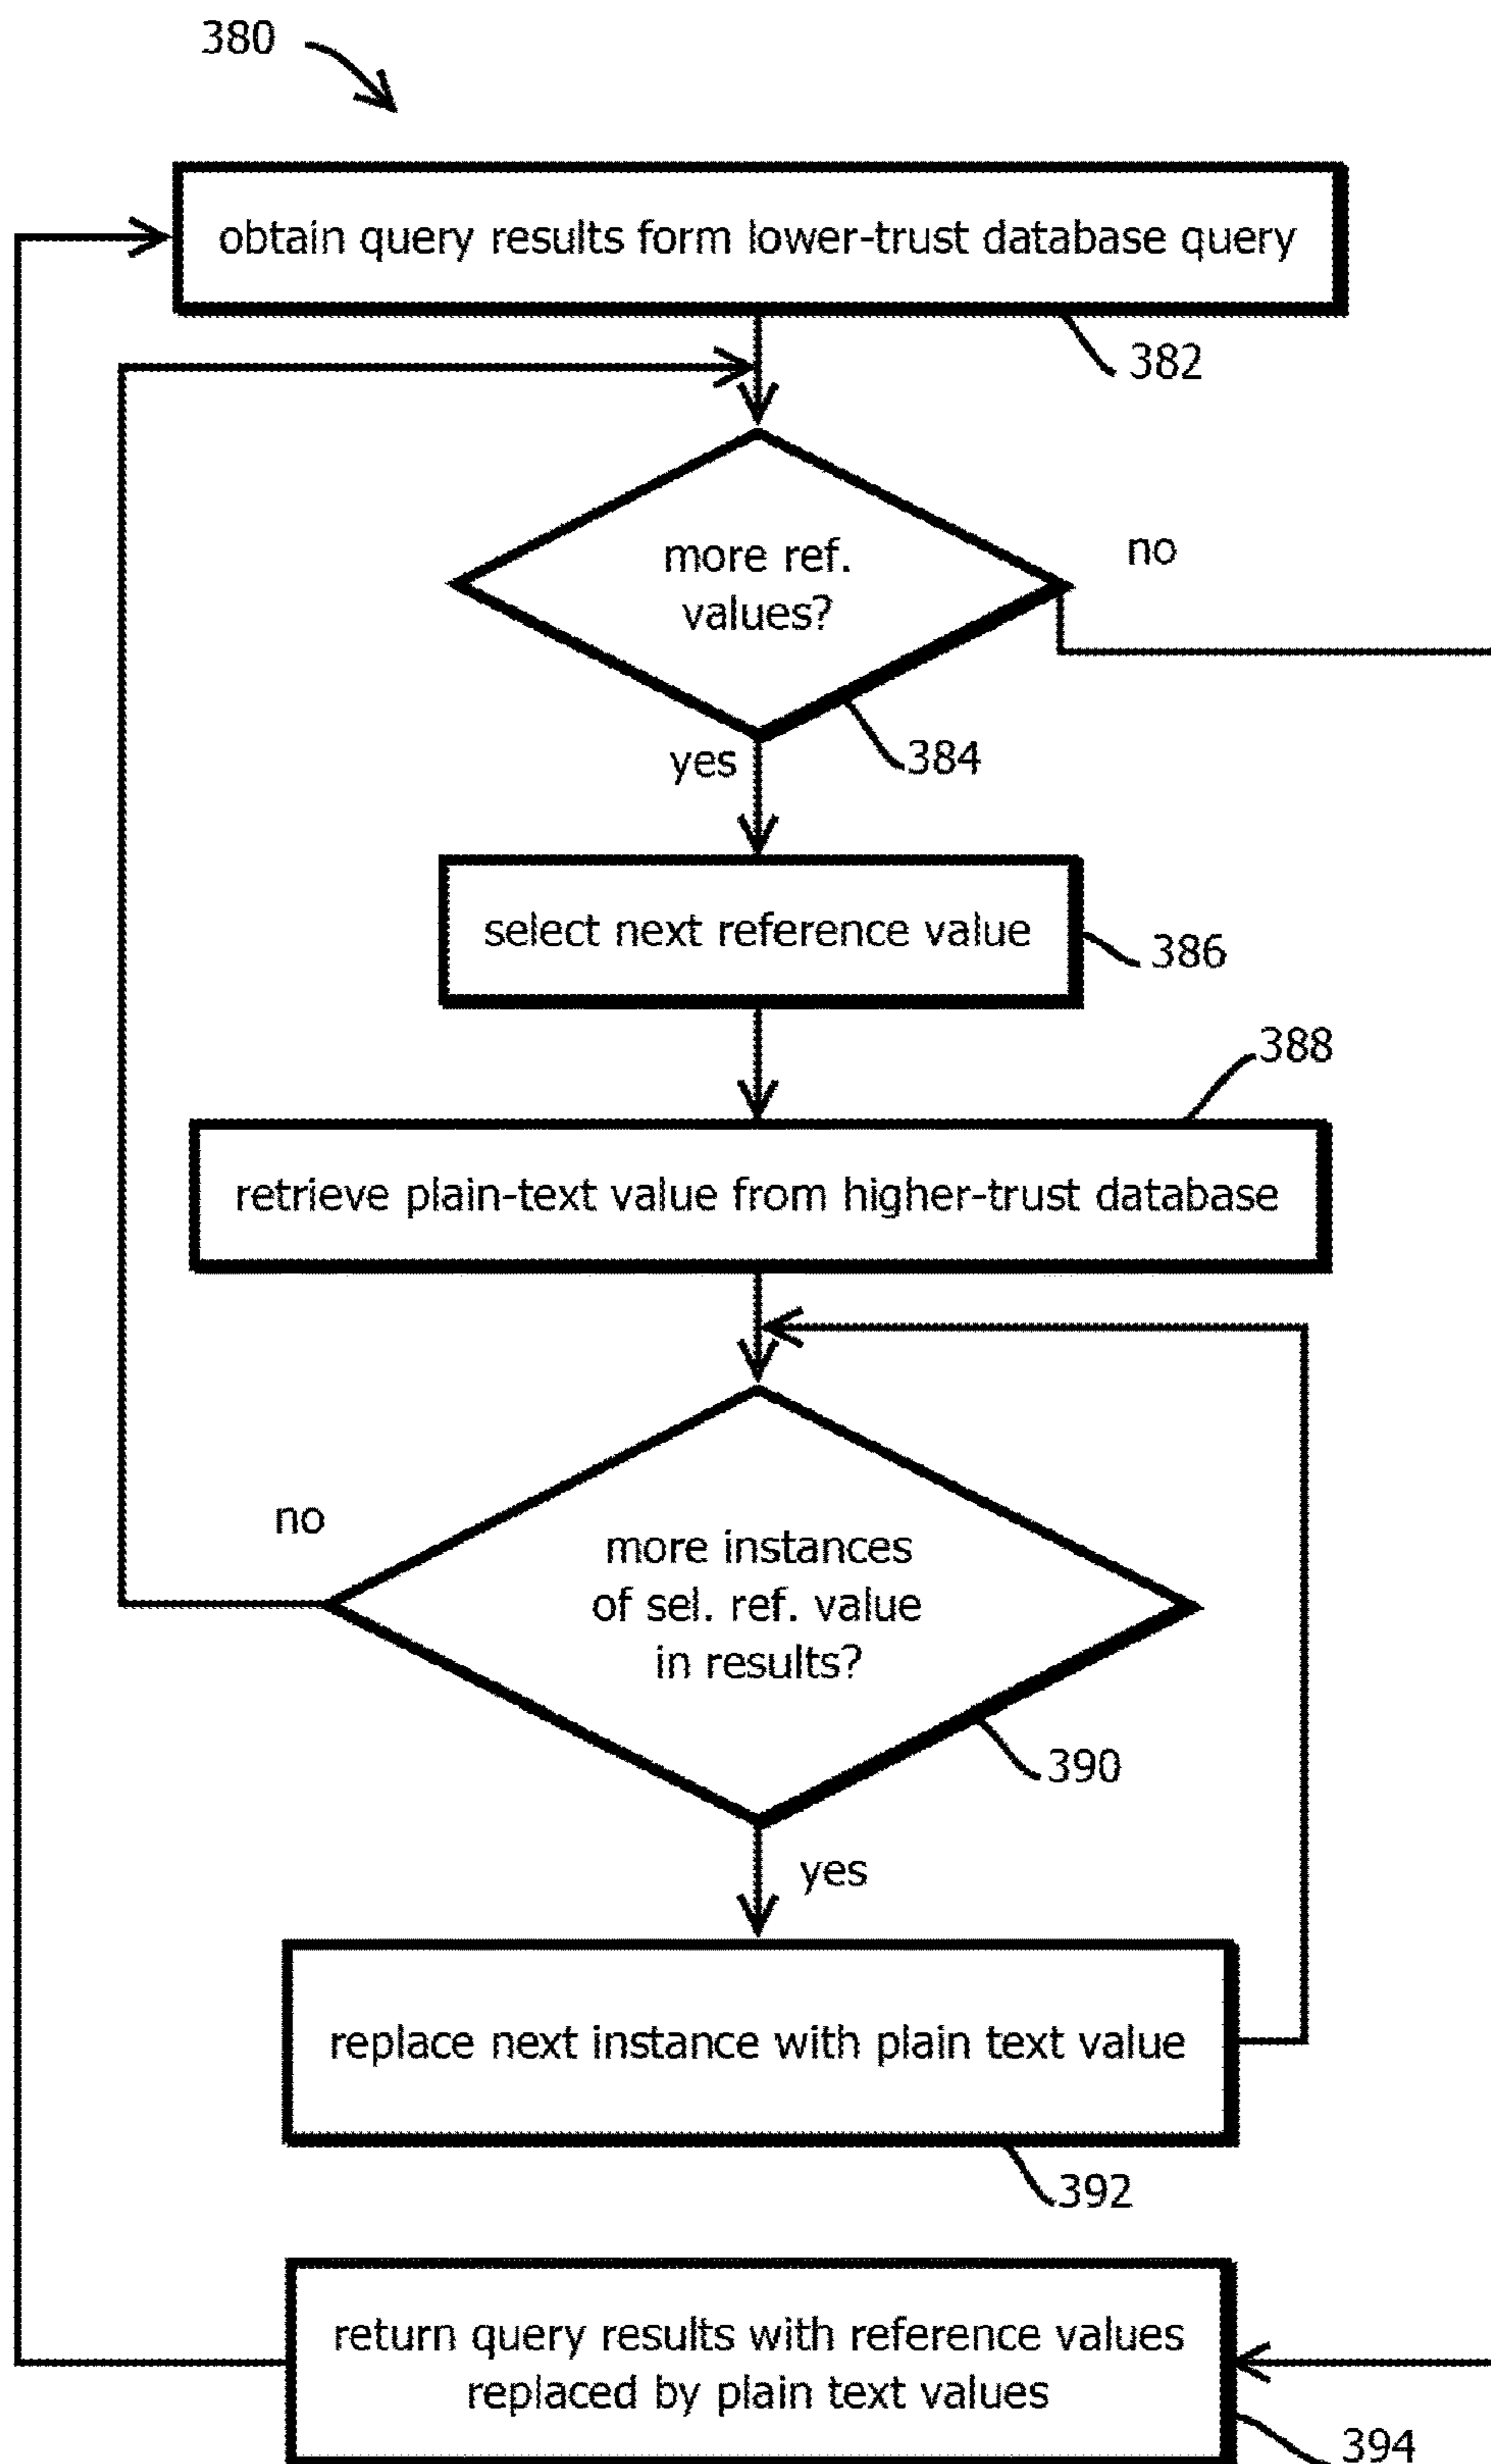 380
obtain query results form lower-trust database query
382
more ref.
values?
no
yes
384
select next reference value
386
388
retrieve plain-text value from higher-trust database
no
more instances
of sel. ref. value
in results?
390
yes
replace next instance with plain text value
392
return query results with reference values
replaced by plain text values
394